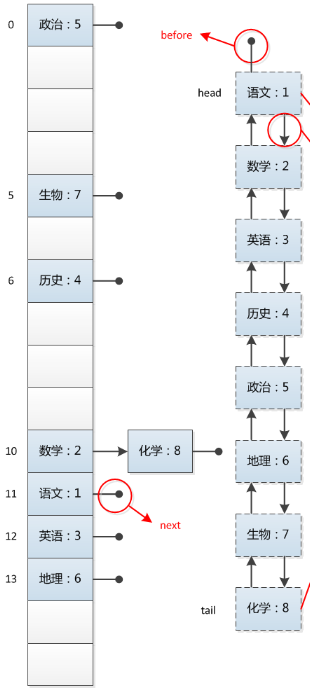 0
政治：5
5
生物：7
6
历史：4
10
数学：2
化学：8
11
语文：1
next
12
英语：3
13
地理：6
before
head
语文：1
数学：2
英语：3
历史：4
政治：5
地理：6
生物：7
tail
化学：8